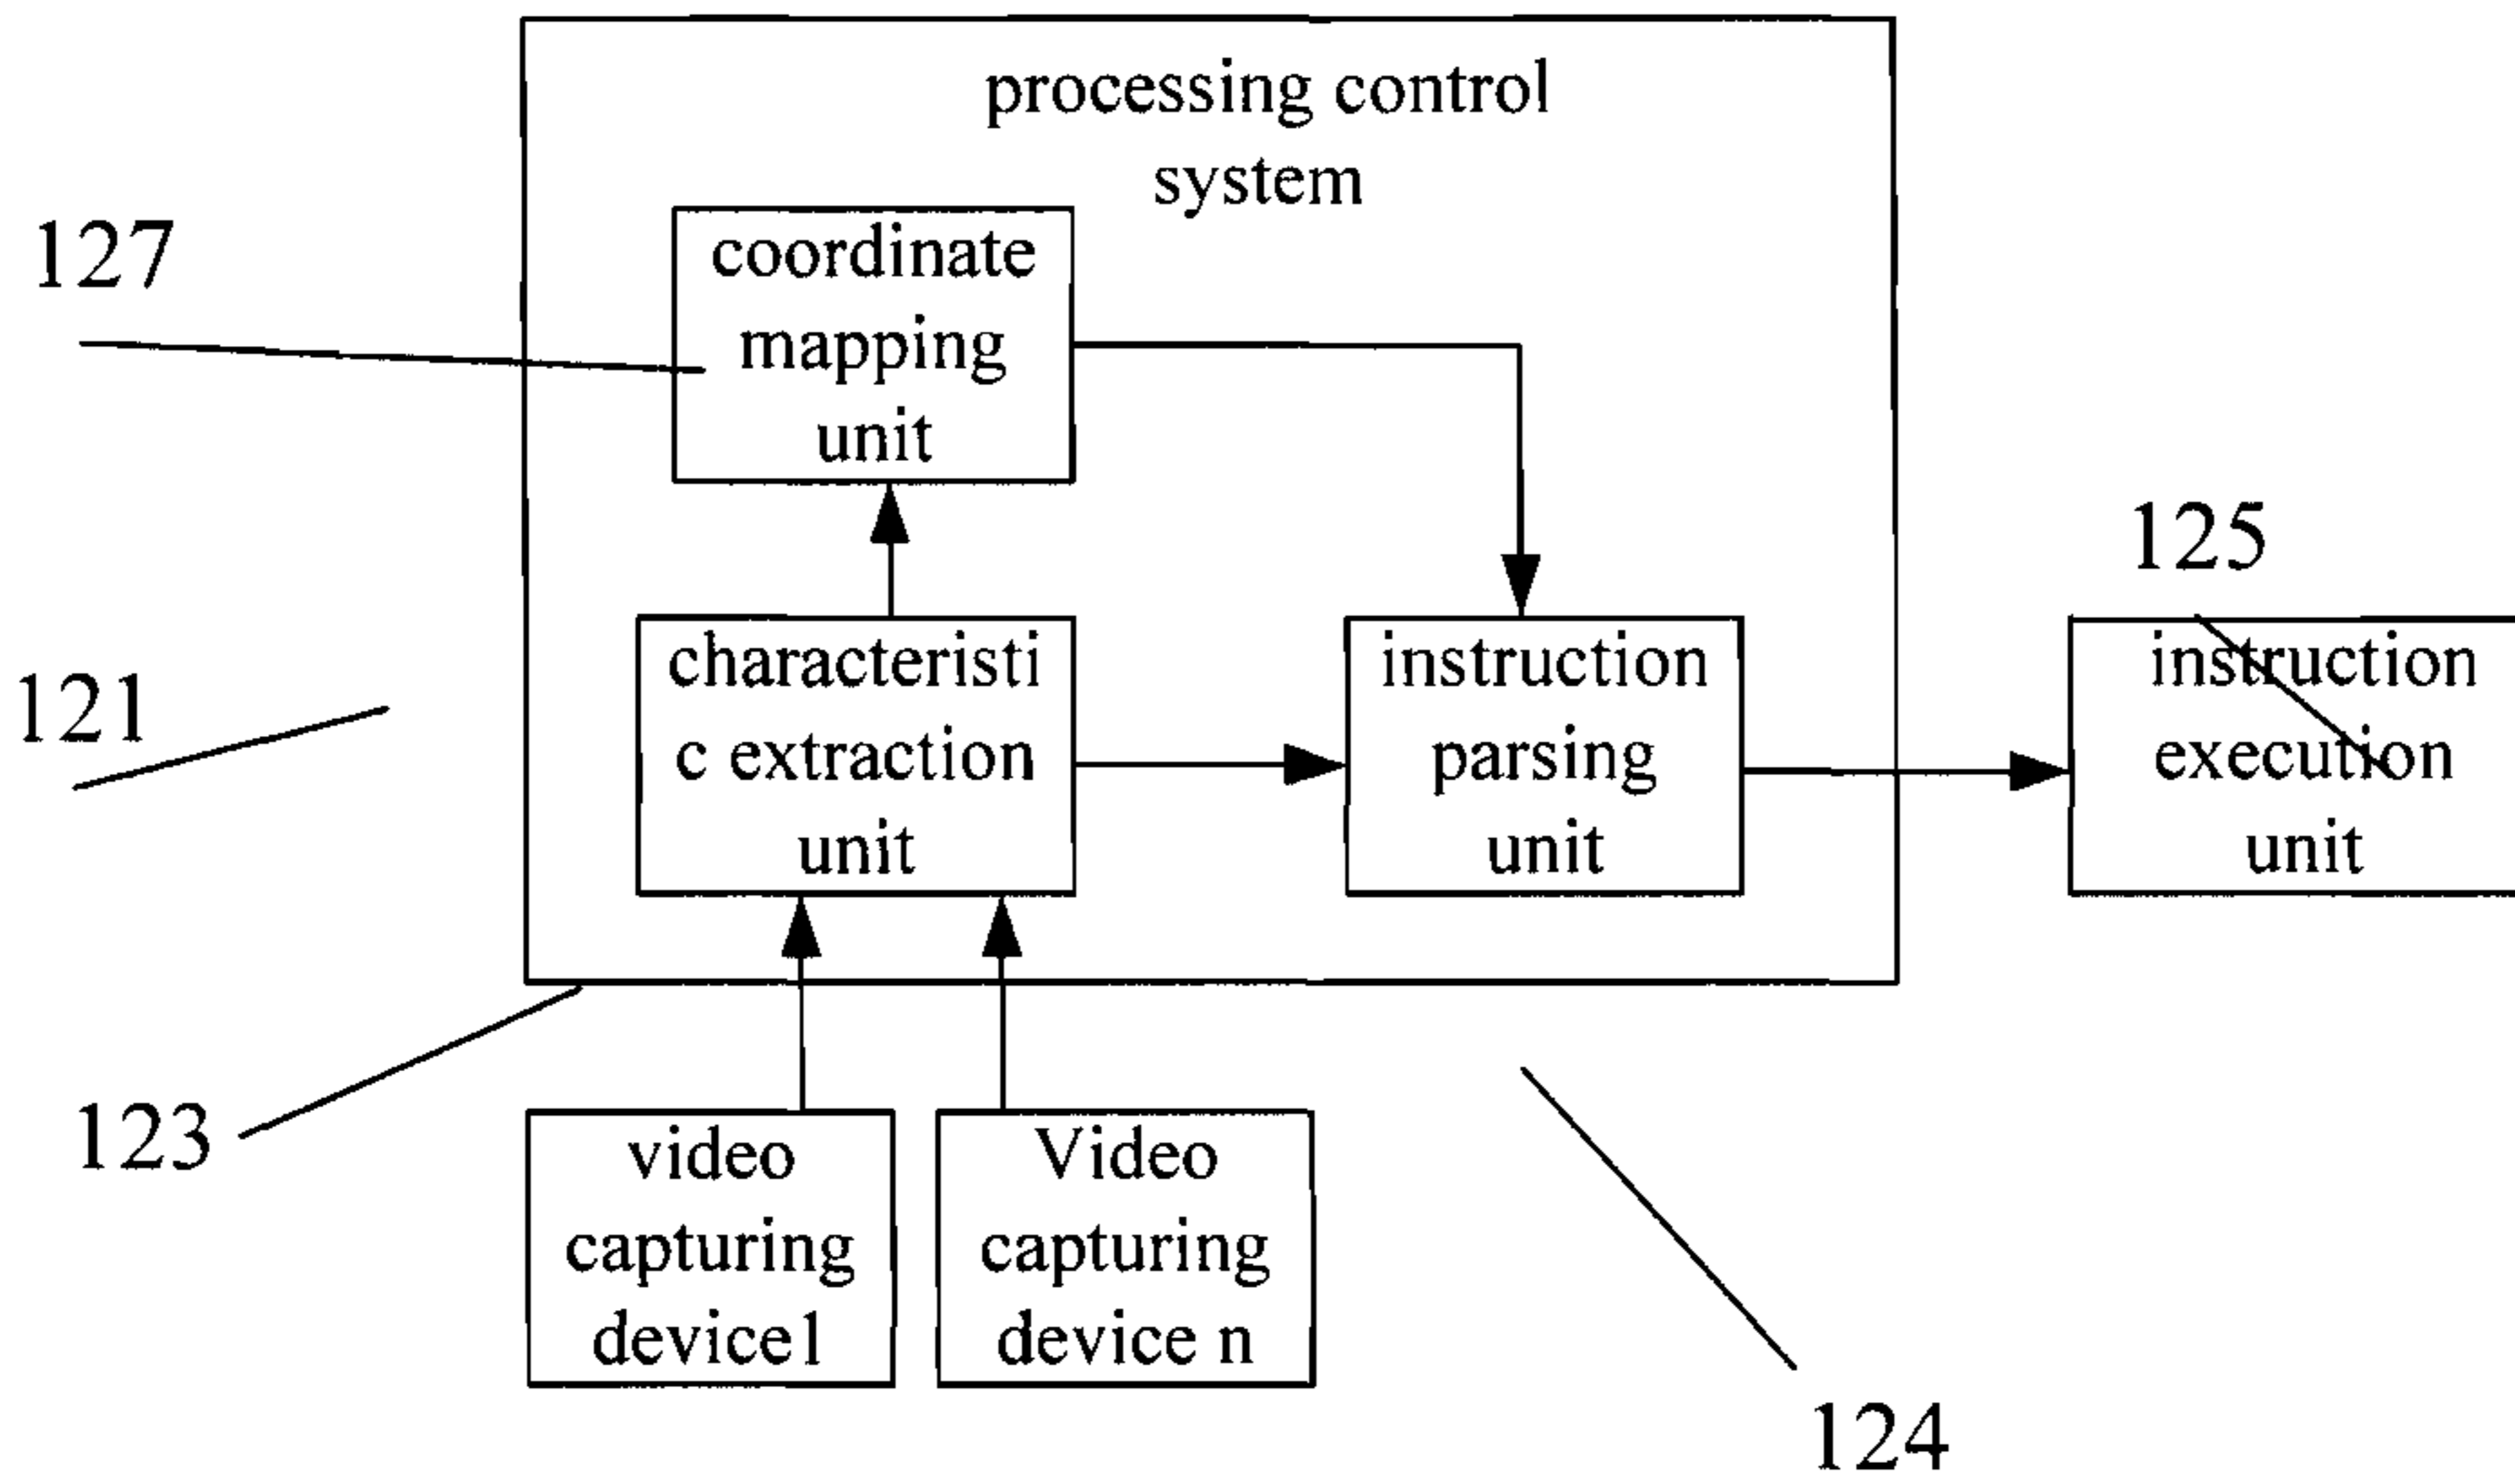 processing control
system
127
coordinate
mapping
unit
125
121
characteristi
c extraction
unit
instruction
parsing
unit
instruction
execution
unit
123
video
capturing
device1
Video
capturing
device n
124